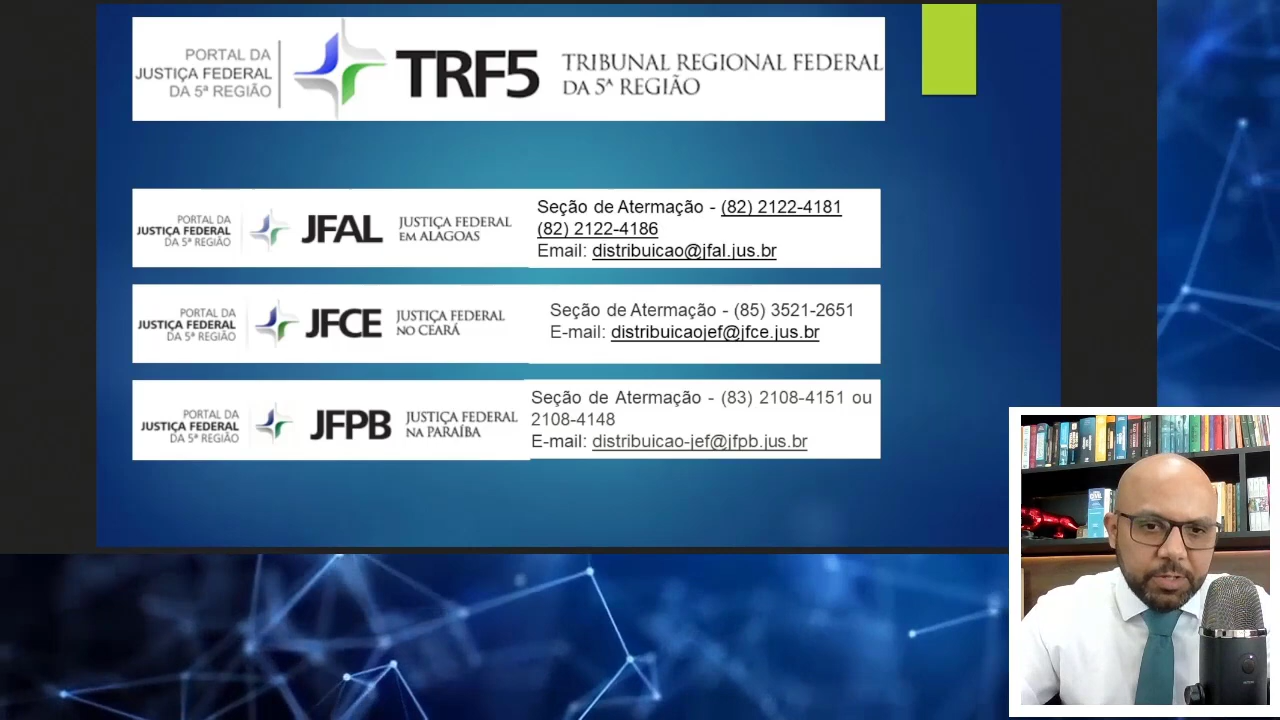 PORTAL DA
JUSTIÇA FEDERAL
DA 5ª REGIÃO
TRF5
TRIBUNAL REGIONAL FEDERAL
DA 5ª REGIÃO
PORTAL DA
JUSTIÇA FEDERAL
DA 5ª REGIÃO
JFAL
JUSTIÇA FEDERAL
EM ALAGOAS
Seção de Atermação - (82) 2122-4181
(82) 2122-4186
Email: distribuicao@jfal.jus.br
PORTAL DA
JUSTIÇA FEDERAL
DA 5ª REGIÃO
JFCE
JUSTIÇA FEDERAL
NO CEARÁ
Seção de Atermação - (85) 3521-2651
E-mail: distribuicaojef@jfce.jus.br
PORTAL DA
JUSTIÇA FEDERAL
DA 5ª REGIÃO
JFPB
JUSTIÇA FEDERAL
NA PARAÍBA
Seção de Atermação - (83) 2108-4151 ou
2108-4148
E-mail: distribuicao-jef@jfpb.jus.br